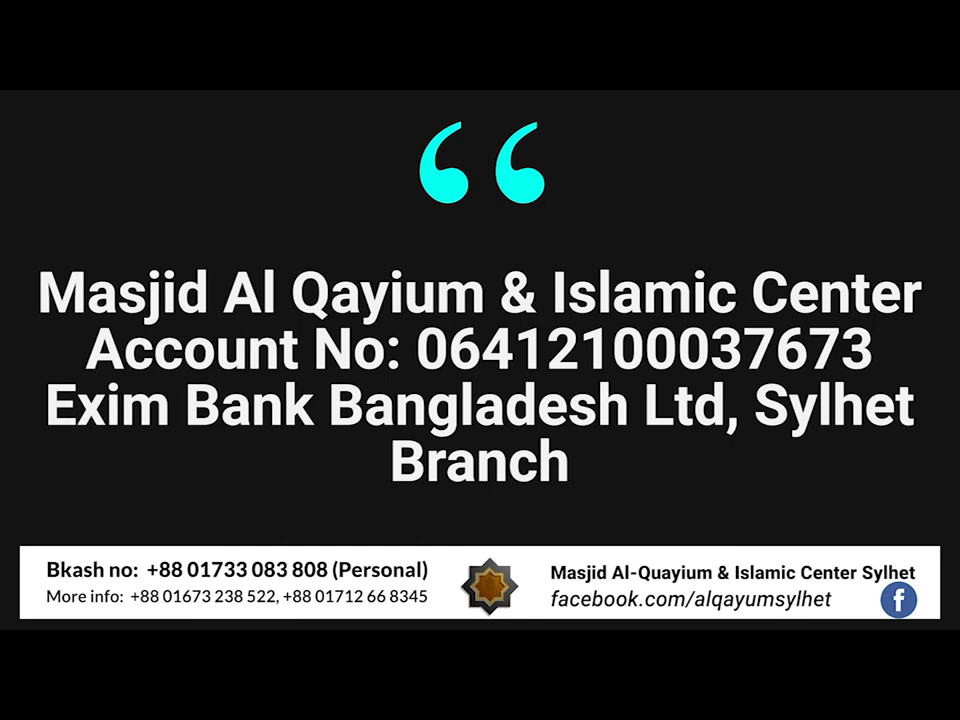 Masjid Al Qayium & Islamic Center
Account No: 06412100037673
Exim Bank Bangladesh Ltd, Sylhet
Branch
Bkash no: +88 01733 083 808 (Personal)
More info: +88 01673 238 522, +88 01712 66 8345
Masjid Al-Quayium & Islamic Center Sylhet
facebook.com/alqayumsylhet